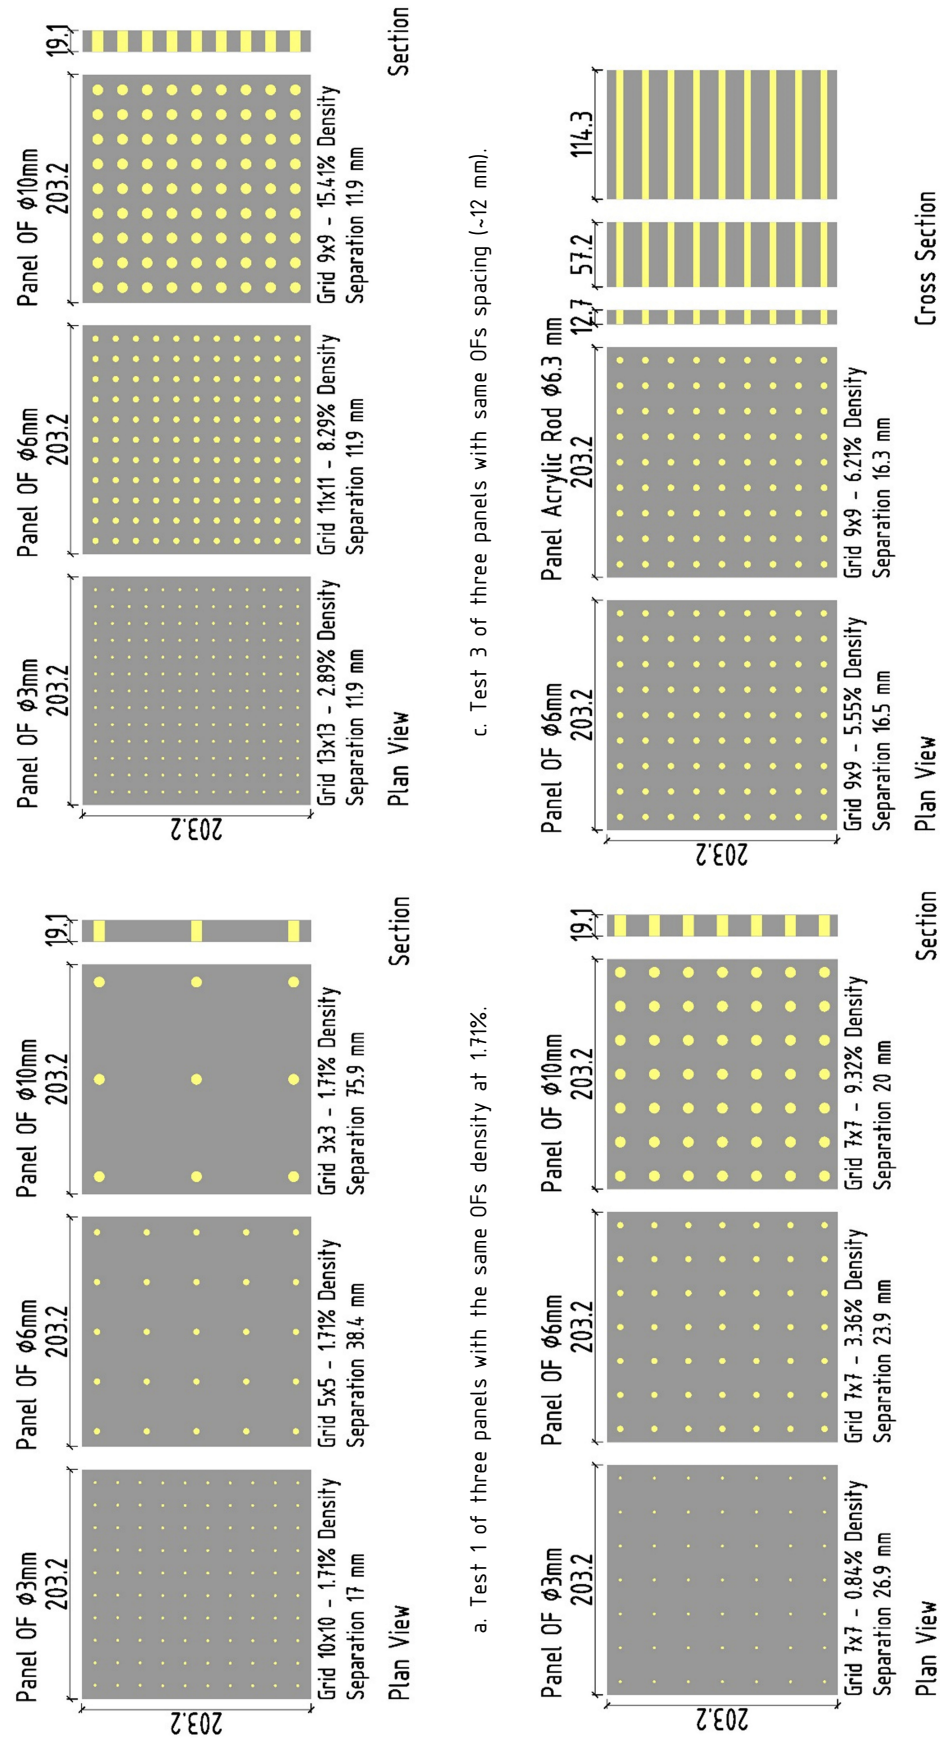 Panel OF ϕ3mm
203.2
203.2
Grid 10x10 - 1.71% Density
Separation 17 mm
Panel OF ϕ6mm
203.2
Grid 5x5 - 1.71% Density
Separation 38.4 mm
Panel OF ϕ10mm
203.2
Grid 3x3 - 1.71% Density
Separation 75.9 mm
19.1
Plan View
Section
a. Test 1 of three panels with the same OFs density at 1.71%.
Panel OF ϕ3mm
203.2
203.2
Grid 13x13 - 2.89% Density
Separation 11.9 mm
Panel OF ϕ6mm
203.2
Grid 11x11 - 8.29% Density
Separation 11.9 mm
Panel OF ϕ10mm
203.2
Grid 9x9 - 15.41% Density
Separation 11.9 mm
19.1
Plan View
Section
c. Test 3 of three panels with same OFs spacing (~12 mm).
Panel OF ϕ3mm
203.2
203.2
Grid 7x7 - 0.84% Density
Separation 26.9 mm
Panel OF ϕ6mm
203.2
Grid 7x7 - 3.36% Density
Separation 23.9 mm
Panel OF ϕ10mm
203.2
Grid 7x7 - 9.32% Density
Separation 20 mm
19.1
Plan View
Section
Panel OF ϕ6mm
203.2
203.2
Grid 9x9 - 5.55% Density
Separation 16.5 mm
Panel Acrylic Rod ϕ6.3 mm
203.2
Grid 9x9 - 6.21% Density
Separation 16.3 mm
12.7
57.2
114.3
Plan View
Cross Section